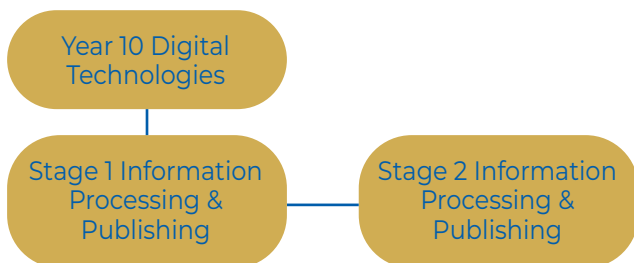 Year 10 Digital
Technologies
Stage 1 Information
Processing &
Publishing
Stage 2 Information
Processing &
Publishing